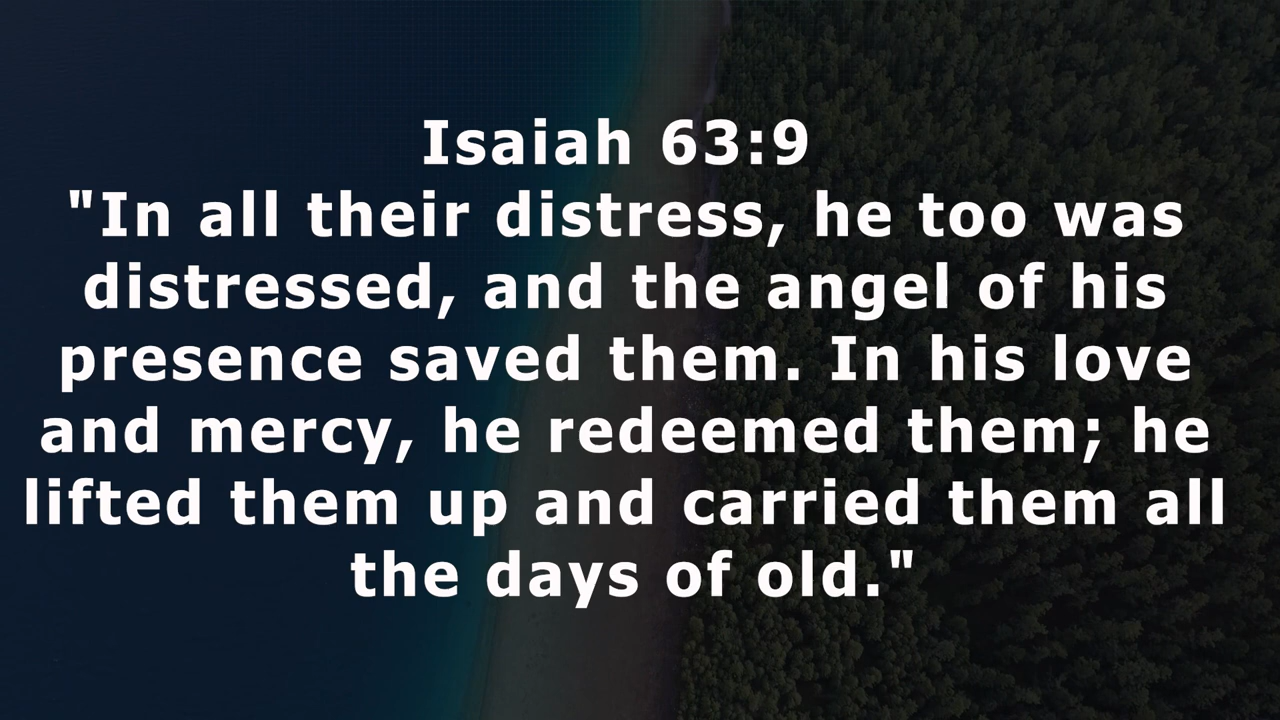 Isaiah 63:9
"In all their distress, he too was
distressed, and the angel of his
presence saved them. In his love
and mercy, he redeemed them; he
lifted them up and carried them all
the days of old."